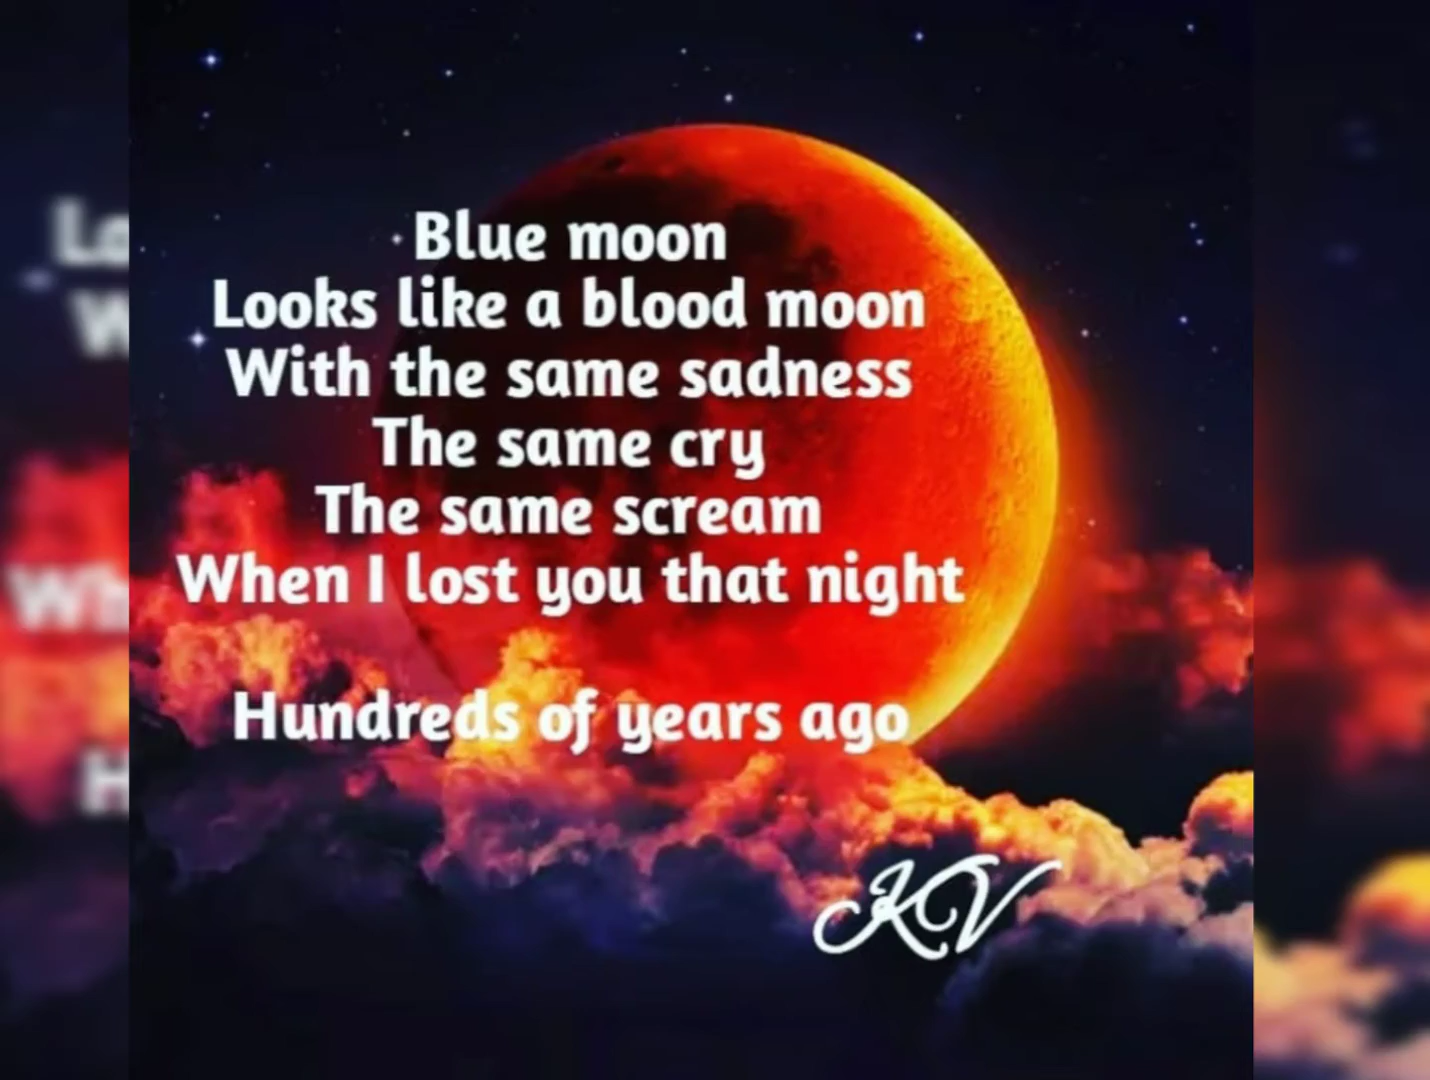 Blue moon
Looks like a blood moon
With the same sadness
The same cry
The same scream
When I lost you that night
Hundreds of years ago
KV